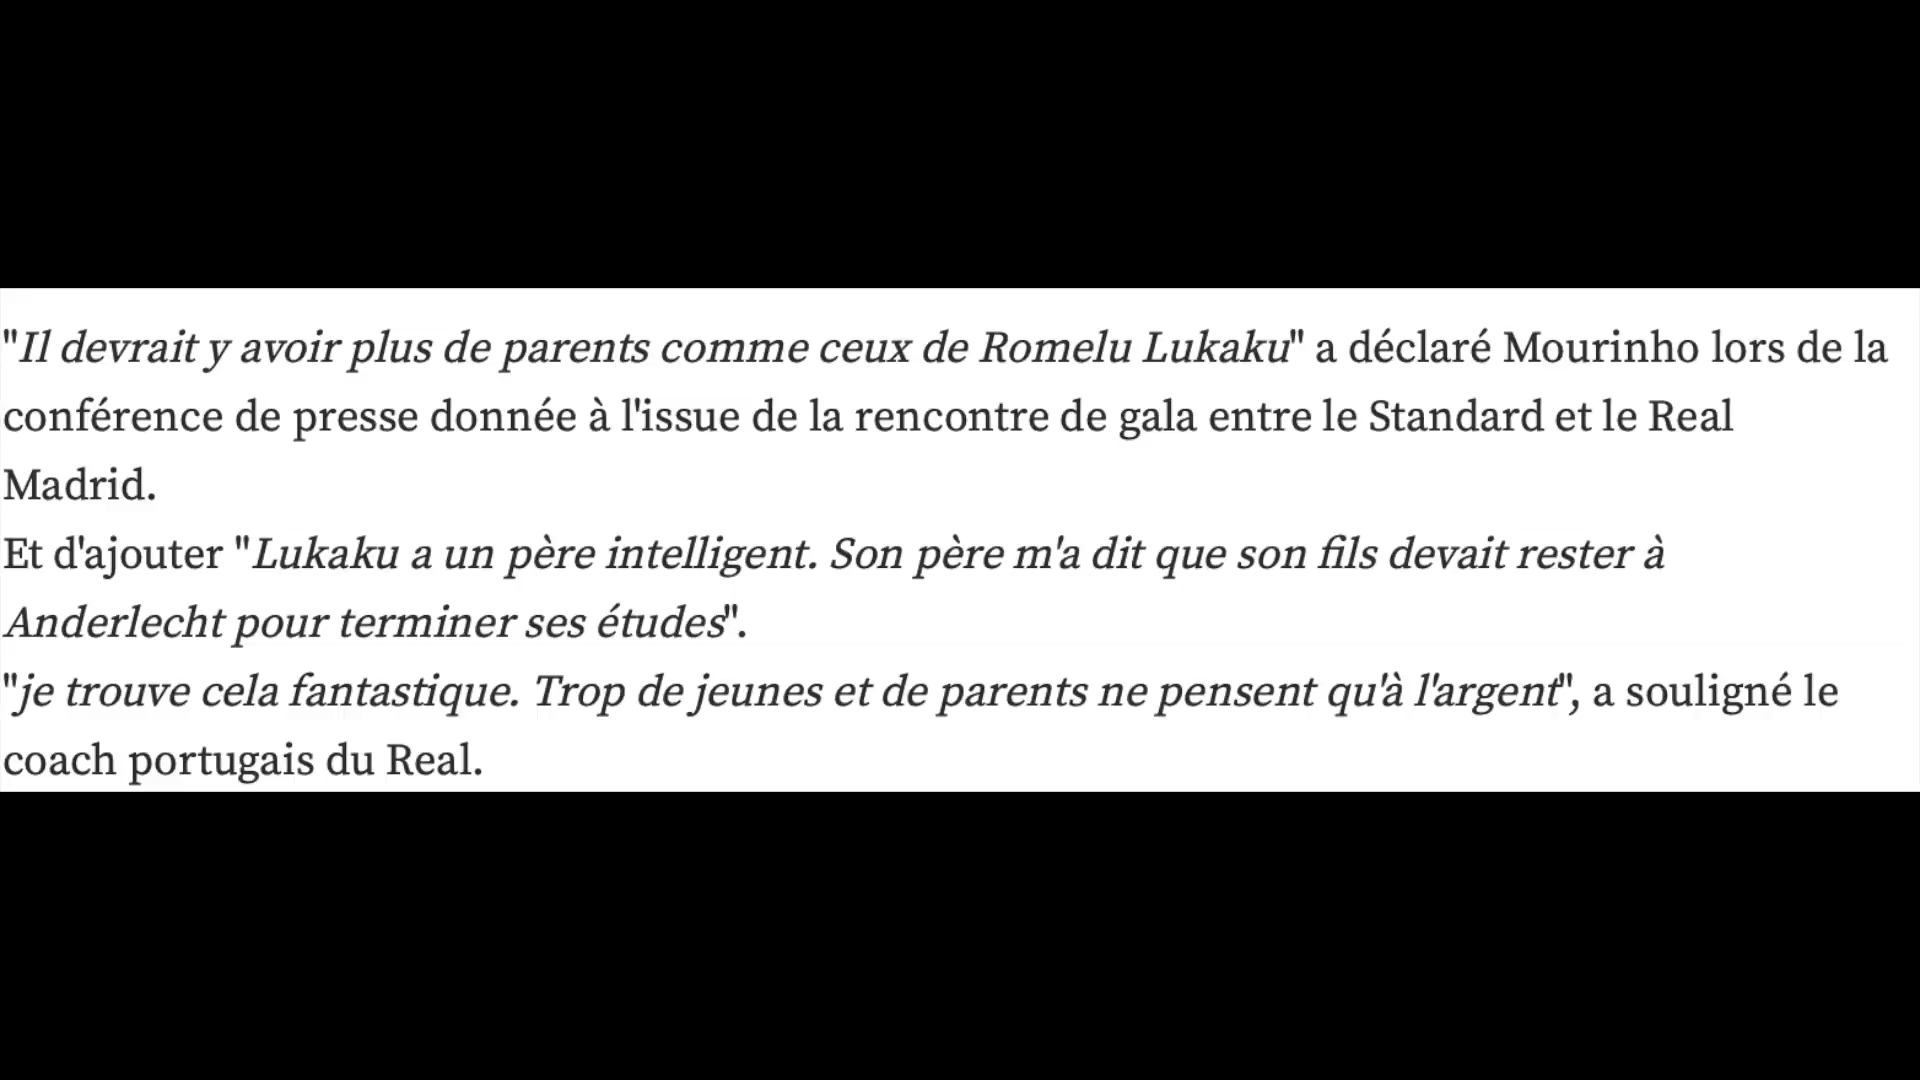 "Il devrait y avoir plus de parents comme ceux de Romelu Lukaku" a déclaré Mourinho lors de la
conférence de presse donnée à l'issue de la rencontre de gala entre le Standard et le Real
Madrid.
Et d'ajouter "Lukaku a un père intelligent. Son père m'a dit que son fils devait rester à
Anderlecht pour terminer ses études".
"je trouve cela fantastique. Trop de jeunes et de parents ne pensent qu'à l'argent", a souligné le
coach portugais du Real.